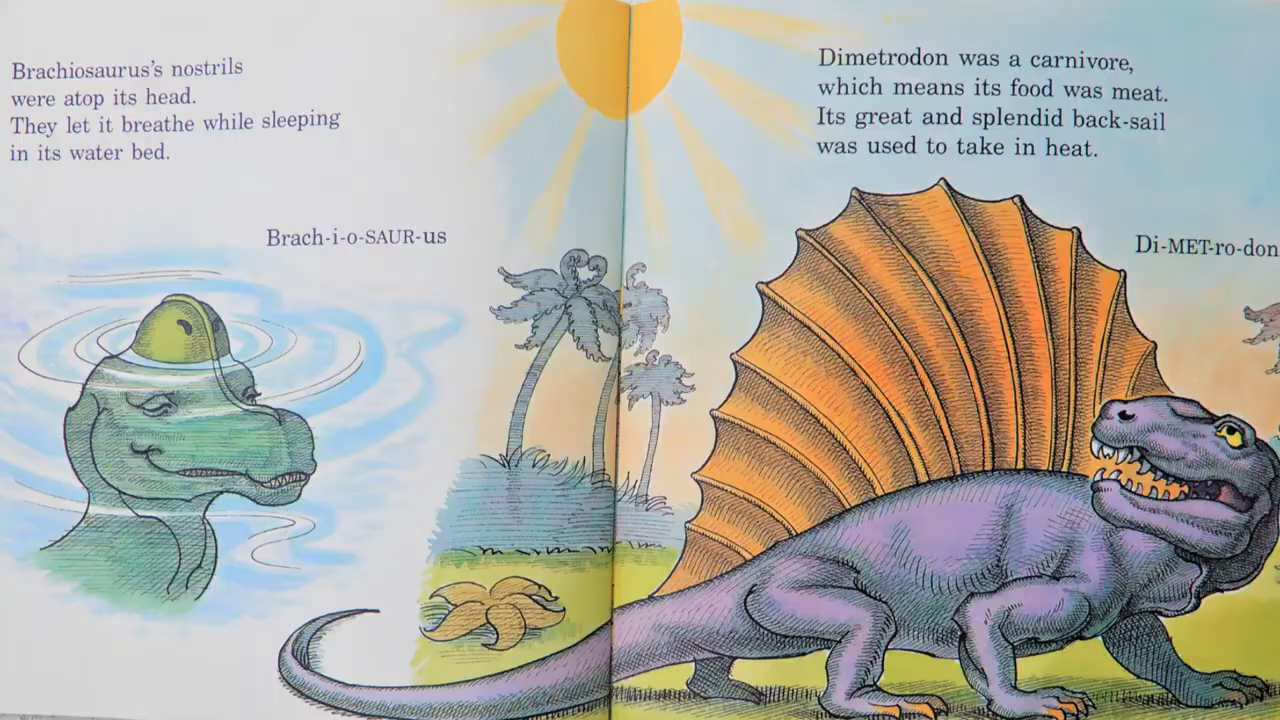 Brachiosaurus's nostrils
were atop its head.
They let it breathe while sleeping
in its water bed.
Brach-i-o-SAUR-us
Dimetrodon was a carnivore,
which means its food was meat.
Its great and splendid back-sail
was used to take in heat.
Di-MET-ro-don